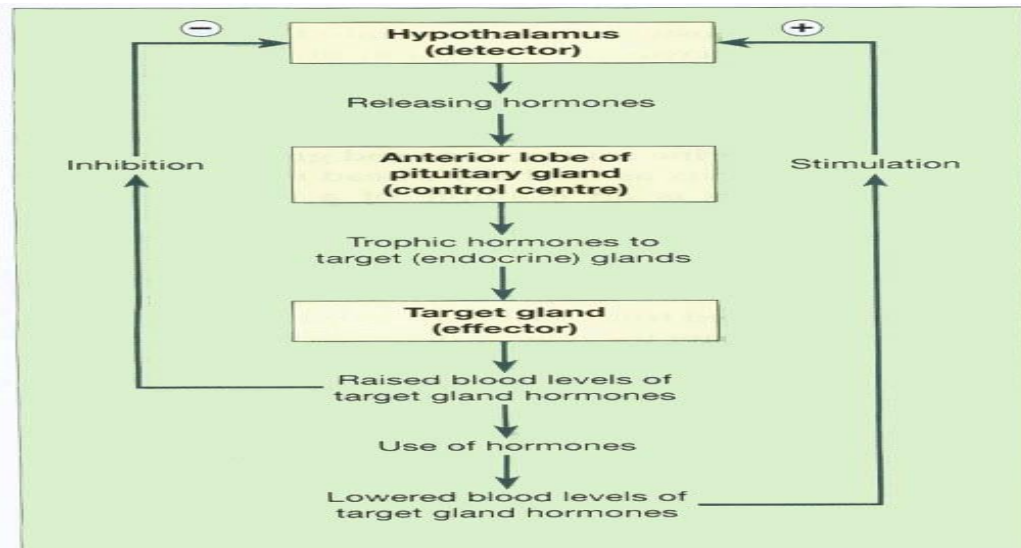 −
+
Hypothalamus
(detector)
Releasing hormones
Inhibition
Anterior lobe of
pituitary gland
(control centre)
Stimulation
Trophic hormones to
target (endocrine) glands
Target gland
(effector)
Raised blood levels of
target gland hormones
Use of hormones
Lowered blood levels of
target gland hormones